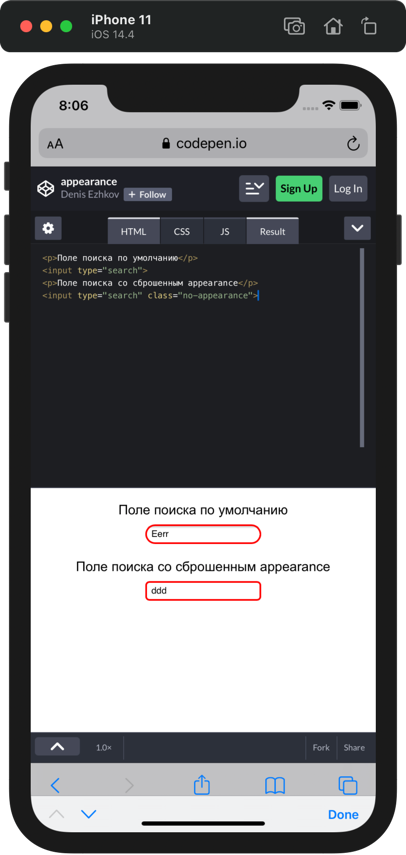 iPhone 11
iOS 14.4
8:06
AA
codepen.io
appearance
Denis Ezhkov
+ Follow
Sign Up
Log In
HTML
CSS
JS
Result
<p>Поле поиска по умолчанию</p>
<input type="search">
<p>Поле поиска со сброшенным appearance</p>
<input type="search" class="no-appearance">
Поле поиска по умолчанию
Eerr
Поле поиска со сброшенным appearance
ddd
1.0×
Fork
Share
Done